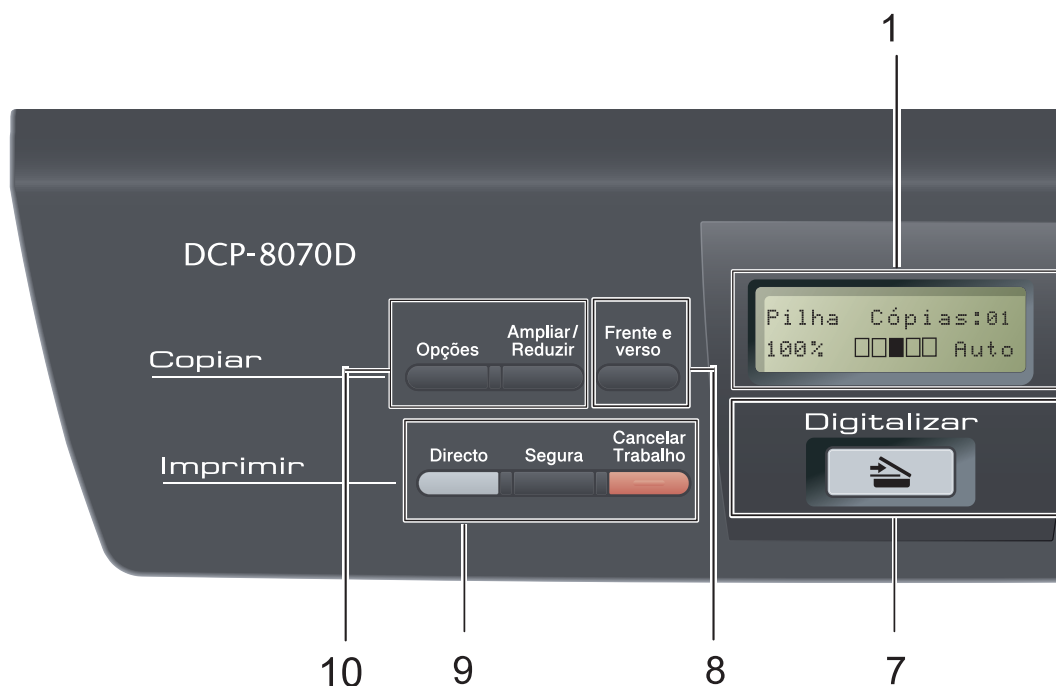 1
DCP-8070D
Pilha Cópias:01
100% Auto
Copiar
Opções
Ampliar/
Reduzir
Frente e
verso
Digitalizar
Imprimir
Directo
Segura
Cancelar
Trabalho
10
9
8
7